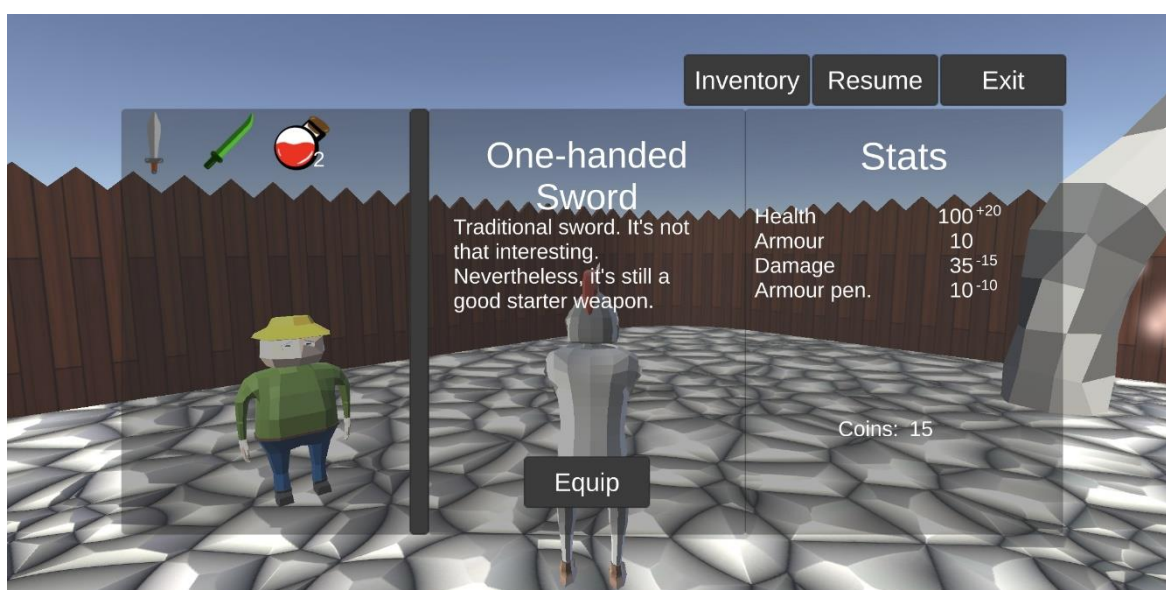 Inventory Resume Exit
2
One-handed
Sword
Traditional sword. It's not
that interesting.
Nevertheless, it's still a
good starter weapon.
Equip
Stats
Health 100 +20
Armour 10
Damage 35 -15
Armour pen. 10 -10
Coins: 15